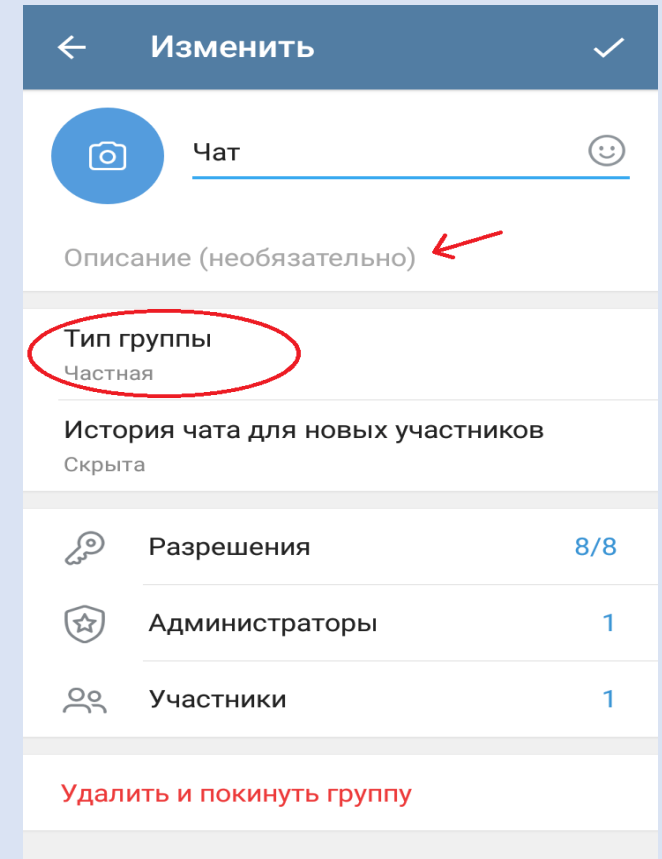 Изменить
Чат
Описание (необязательно)
Тип группы
Частная
История чата для новых участников
Скрыта
Разрешения 8/8
Администраторы 1
Участники 1
Удалить и покинуть группу